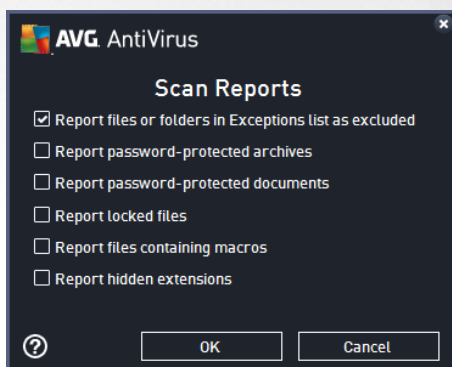 AVG AntiVirus
Scan Reports
Report files or folders in Exceptions list as excluded
Report password-protected archives
Report password-protected documents
Report locked files
Report files containing macros
Report hidden extensions
?
OK
Cancel